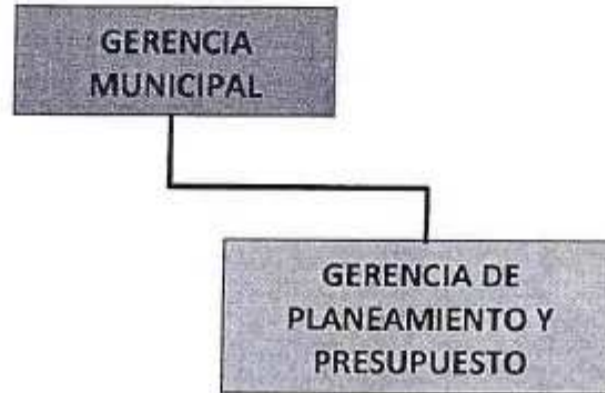 GERENCIA
MUNICIPAL
GERENCIA DE
PLANEAMIENTO Y
PRESUPUESTO